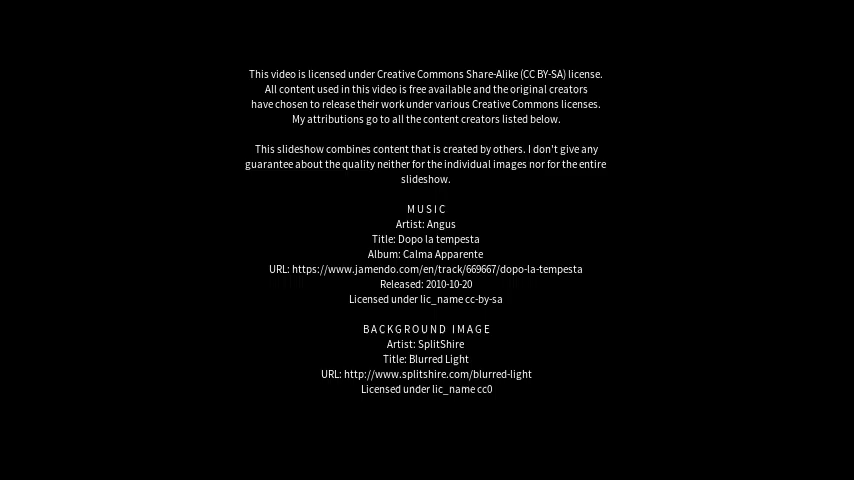 This video is licensed under Creative Commons Share-Alike (CC BY-SA) license.
All content used in this video is free available and the original creators
have chosen to release their work under various Creative Commons licenses.
My attributions go to all the content creators listed below.
This slideshow combines content that is created by others. I don't give any
guarantee about the quality neither for the individual images nor for the entire
slideshow.
MUSIC
Artist: Angus
Title: Dopo la tempesta
Album: Calma Apparente
URL: https://www.jamendo.com/en/track/669667/dopo-la-tempesta
Released: 2010-10-20
Licensed under lic_name cc-by-sa
BACKGROUND IMAGE
Artist: SplitShire
Title: Blurred Light
URL: http://www.splitshire.com/blurred-light
Licensed under lic_name cc0